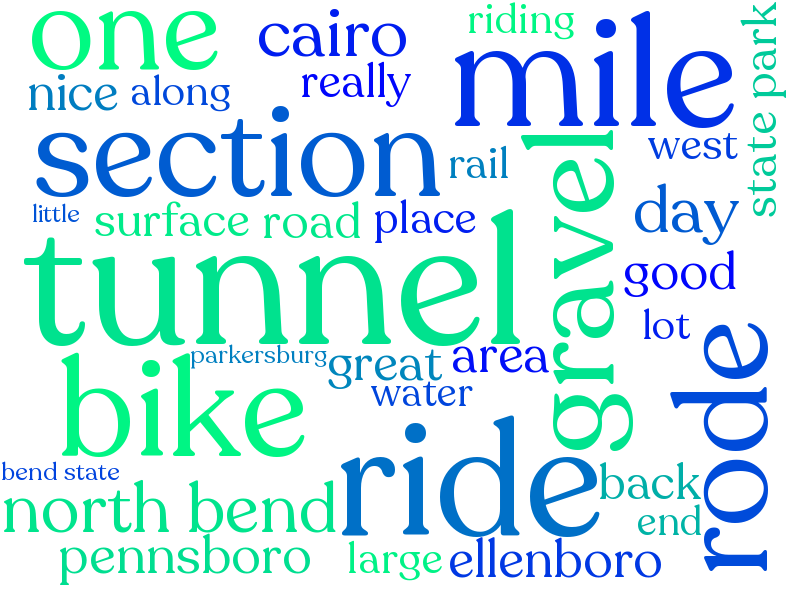 one
cairo
riding
mile
state park
nice
along
really
section
rail
west
gravel
little
surface
road
place
day
tunnel
good
lot
parkersburg
great
area
bike
water
rode
bend state
ride
north bend
back
end
pennsboro
large
ellenboro